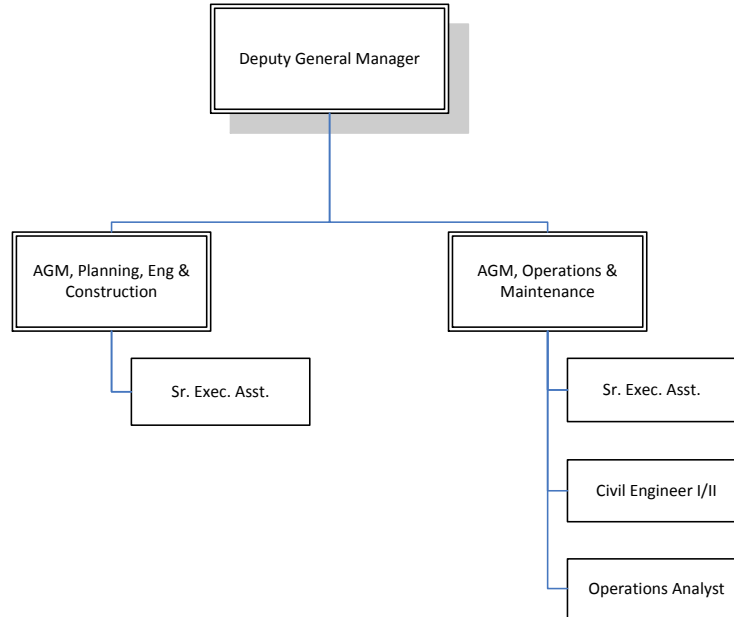 Deputy General Manager
AGM, Planning, Eng &
Construction
AGM, Operations &
Maintenance
Sr. Exec. Asst.
Sr. Exec. Asst.
Civil Engineer I/II
Operations Analyst